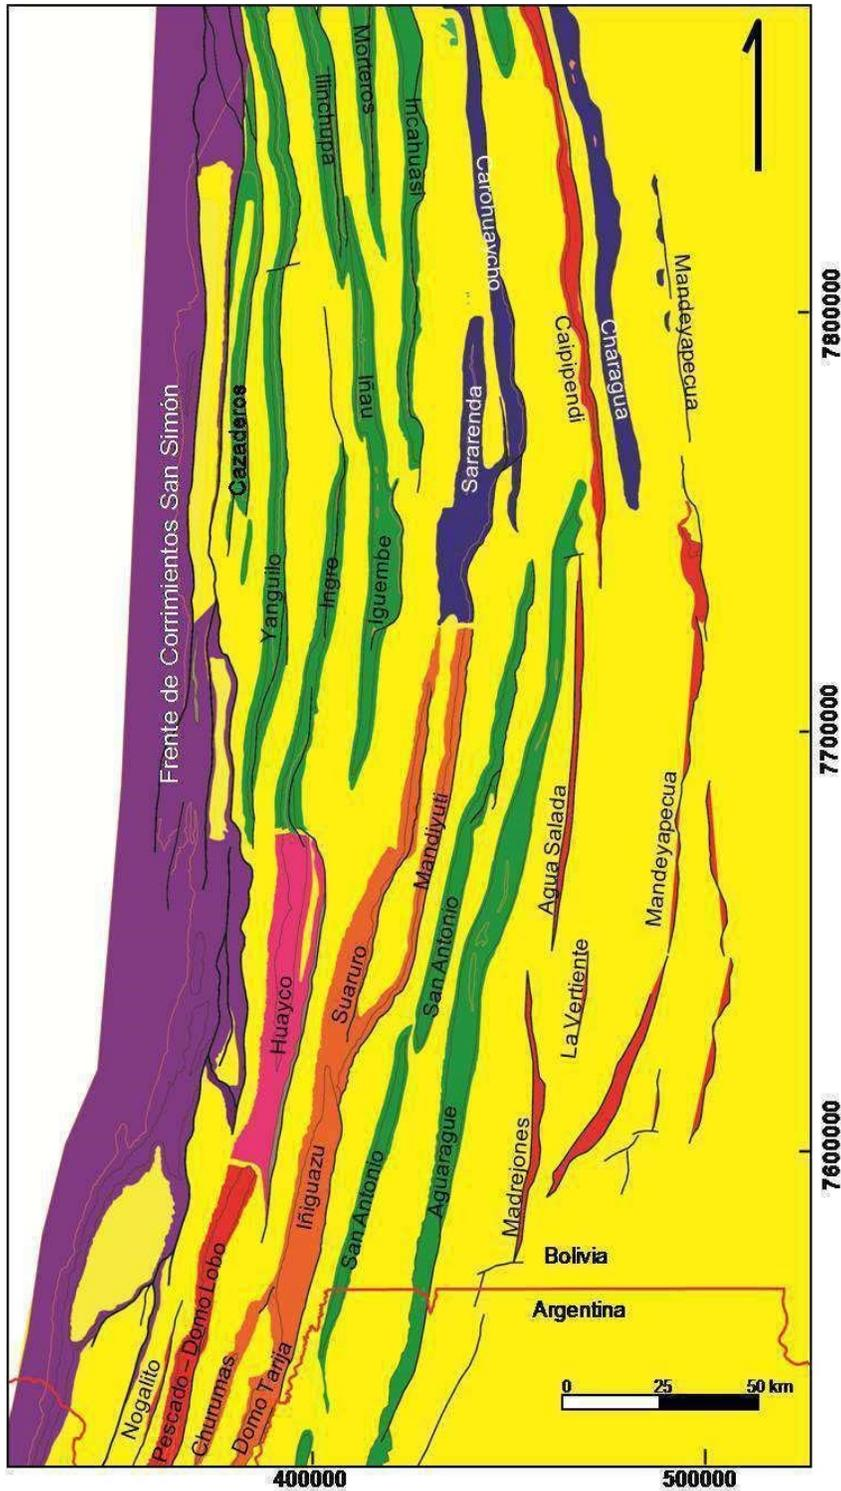 Ilinchupa
Morteros
Incahuasi
Carohuaycho
Mandeyapecua
7800000
Caipipendi
Charagua
Frente de Corrimientos San Simón
Cazaderos
Iñau
Sararenda
Yanguilo
Ingre
Iguembe
7700000
Agua Salada
Mandeyapecua
Mandiyuti
San Antonio
Suaruro
Huayco
La Vertiente
Aguarague
Madrejones
7600000
Iñiguazu
San Antonio
Bolivia
Argentina
Pescado – Domo Lobo
Nogalito
Churumas
Domo Tarija
0 25 50 km
400000 500000